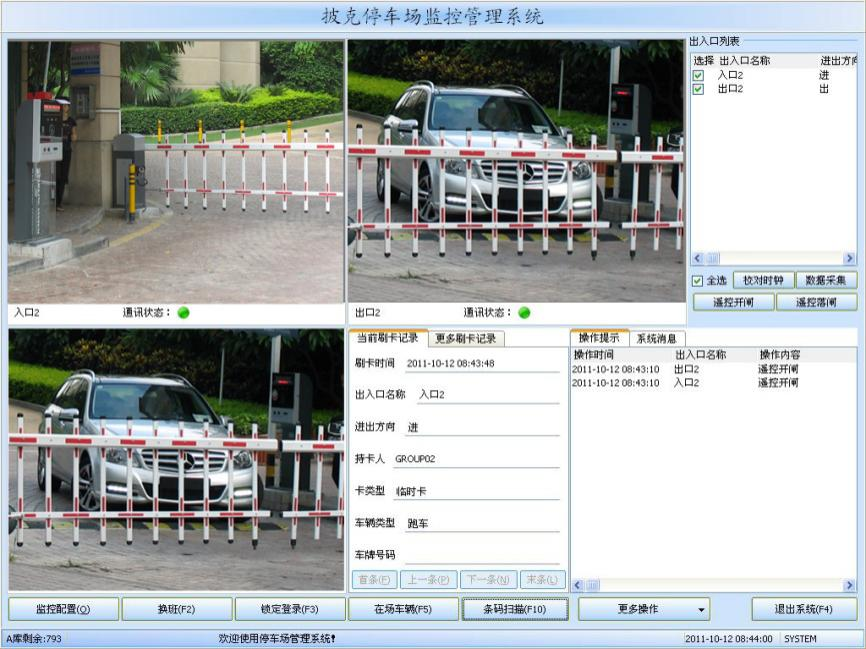 披克停车场监控管理系统
出入口列表
选择 出入口名称 进出方向
入口2 进
出口2 出
全选 校对时钟 数据采集
遥控开闸 遥控落闸
入口2 通讯状态：
出口2 通讯状态：
当前刷卡记录 更多刷卡记录
刷卡时间 2011-10-12 08:43:48
出入口名称 入口2
进出方向 进
持卡人 GROUP02
卡类型 临时卡
车辆类型 跑车
车牌号码
首条(F) 上一条(P) 下一条(N) 末条(L)
操作提示 系统消息
操作时间 出入口名称 操作内容
2011-10-12 08:43:10 出口2 遥控开闸
2011-10-12 08:43:10 入口2 遥控开闸
监控配置(O) 换班(F2) 锁定登录(F3) 在场车辆(F5) 条码扫描(F10) 更多操作 退出系统(F4)
A库剩余:793 欢迎使用停车场管理系统! 2011-10-12 08:44:00 SYSTEM